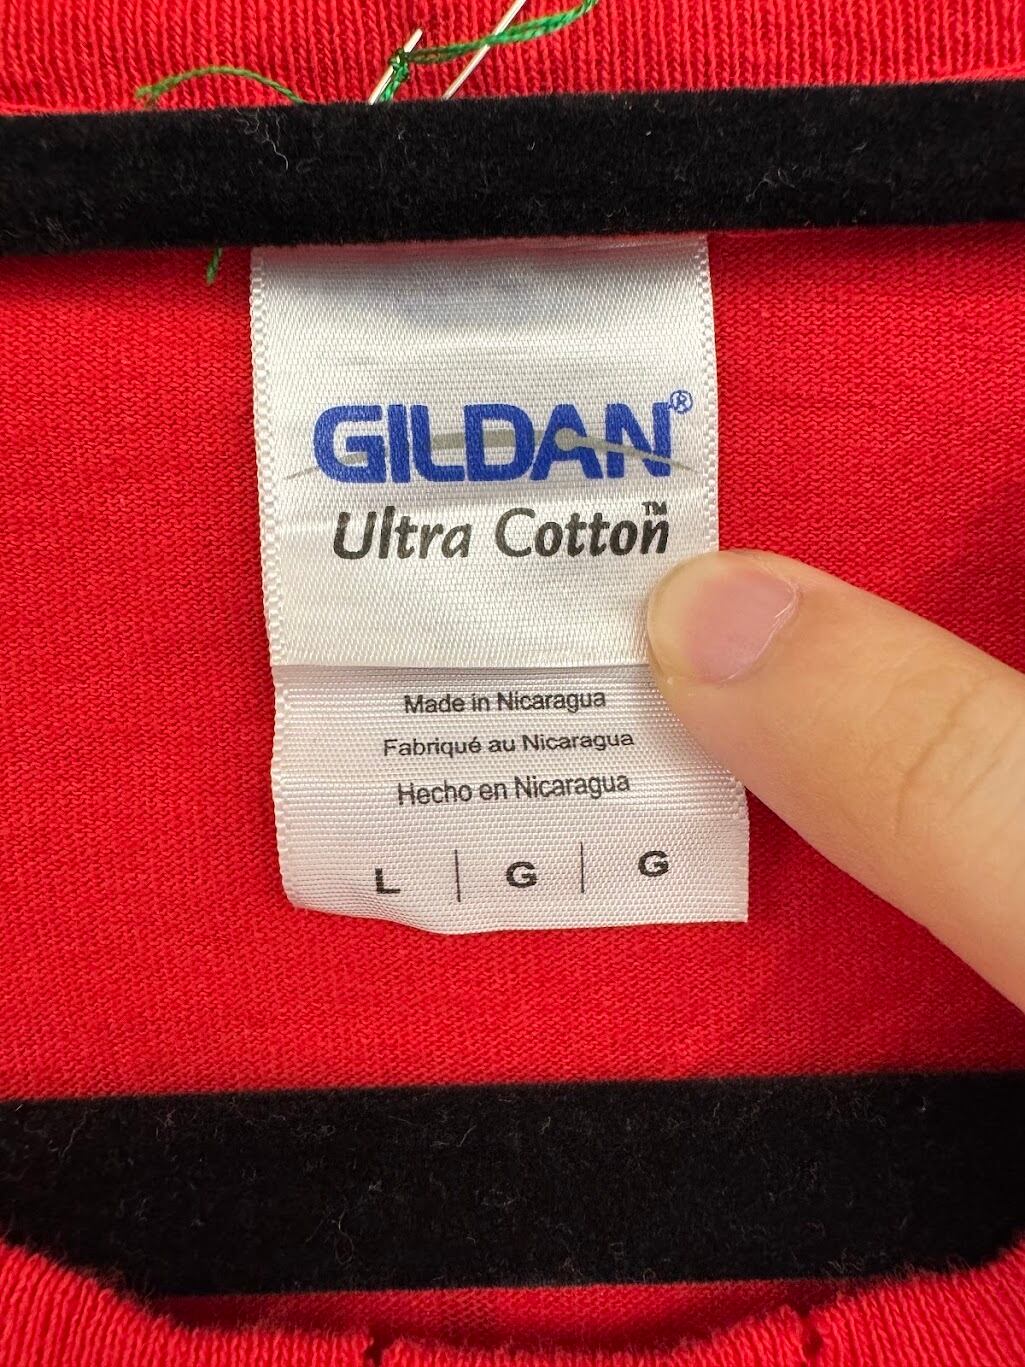 GILDAN®
Ultra Cotton™
Made in Nicaragua
Fabriqué au Nicaragua
Hecho en Nicaragua
L | G | G